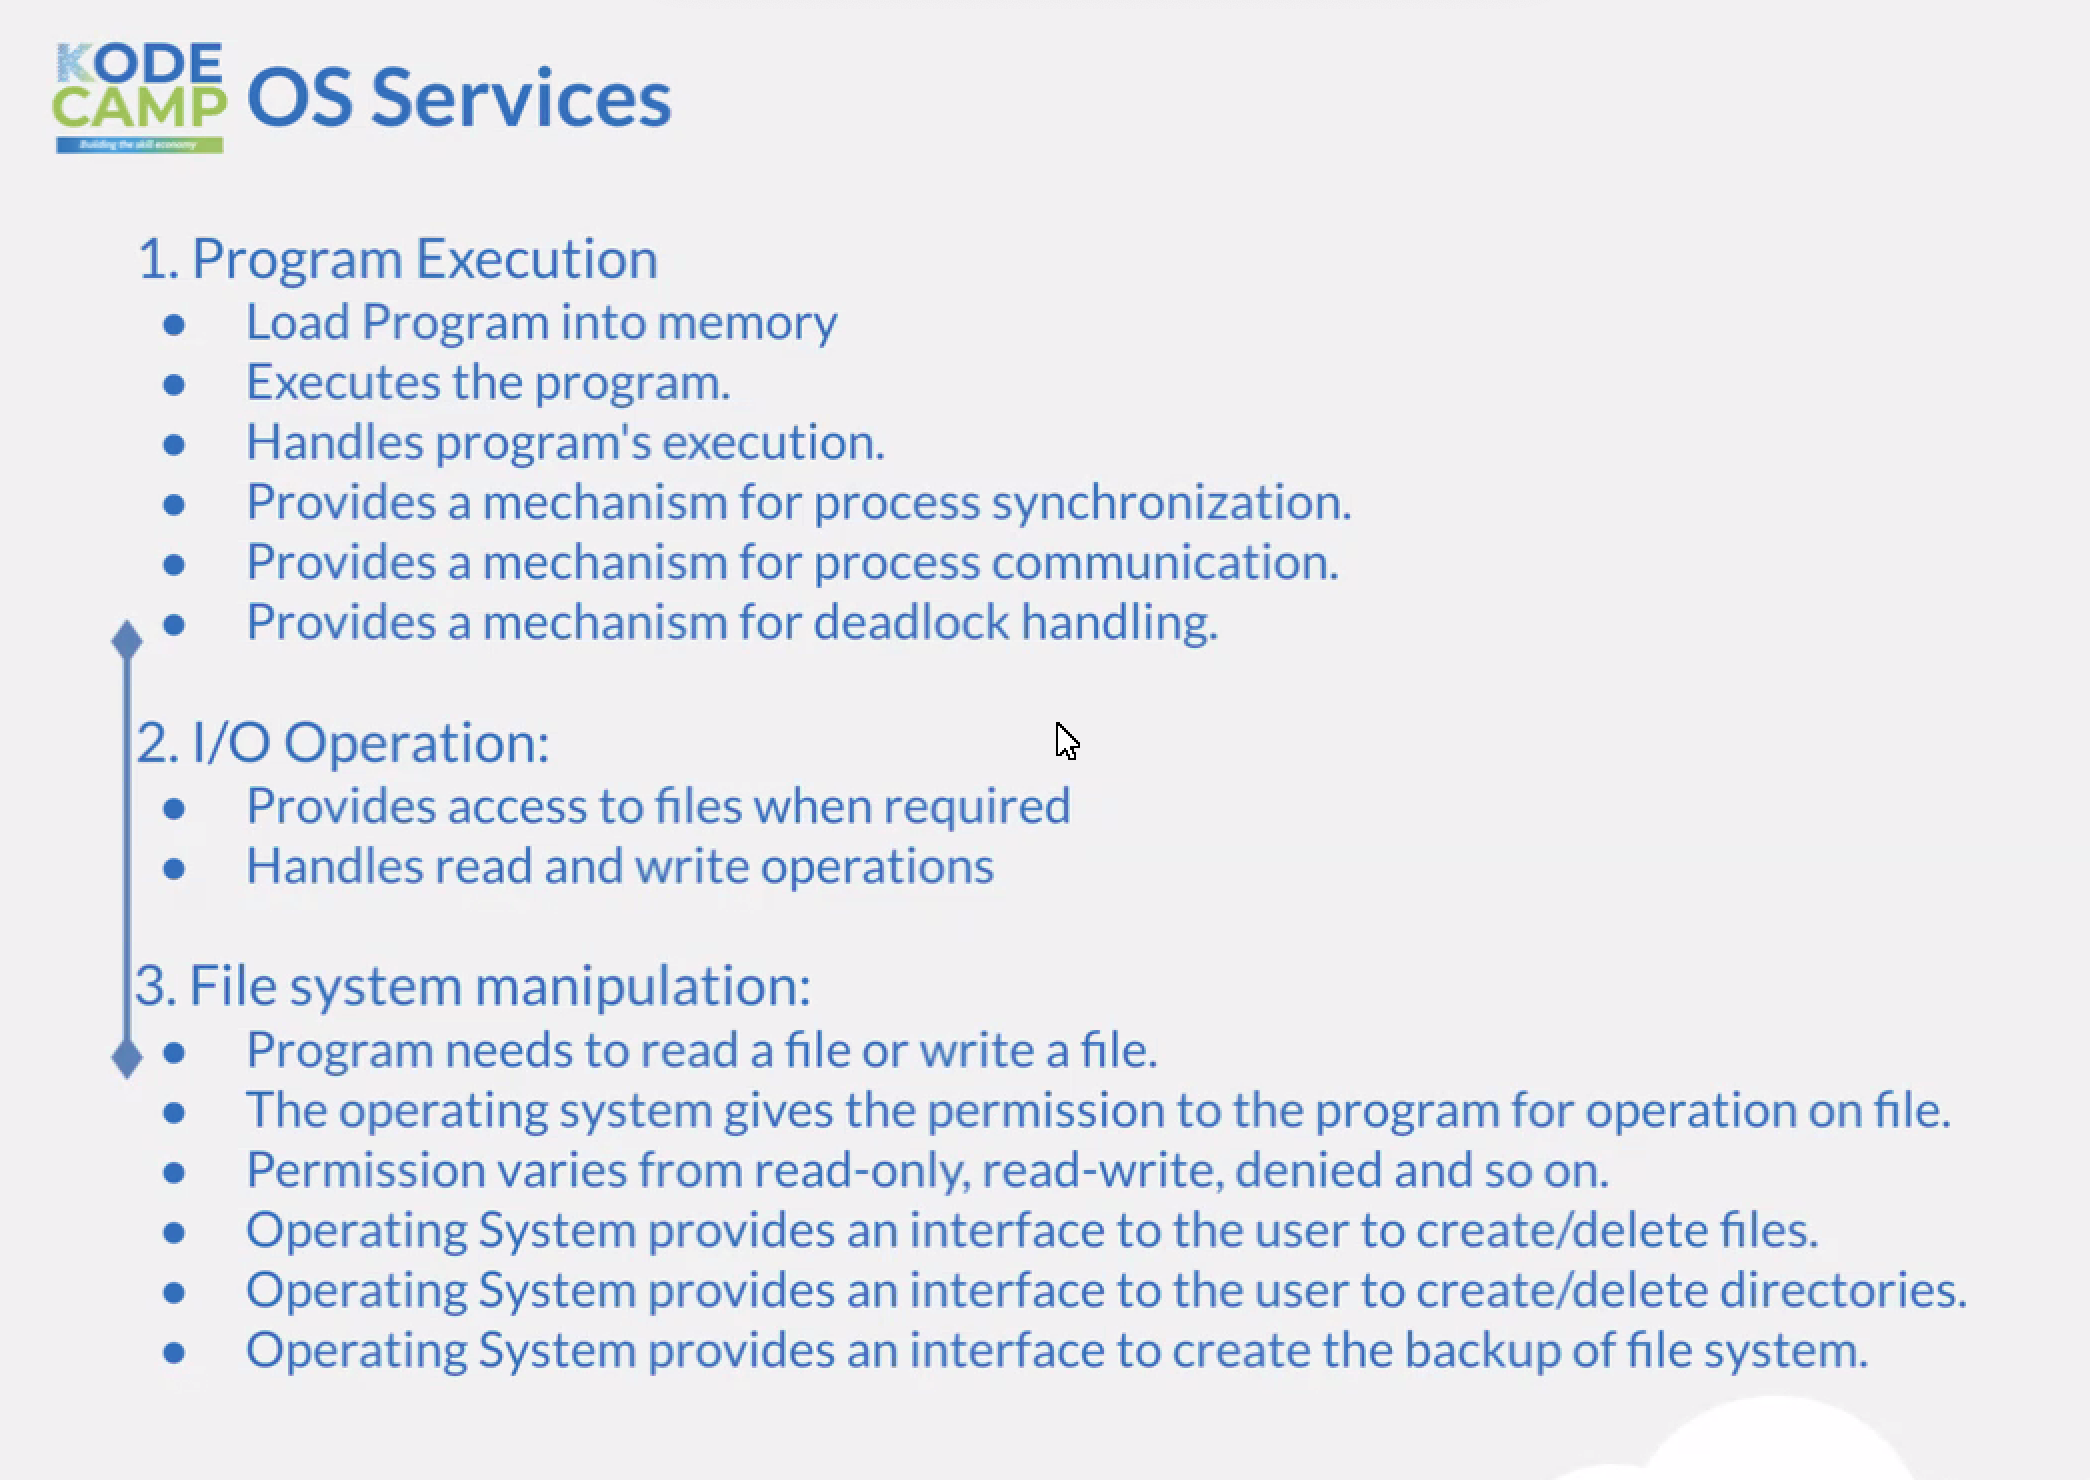 KODE
CAMP
Building the skill economy
OS Services
1. Program Execution
● Load Program into memory
● Executes the program.
● Handles program's execution.
● Provides a mechanism for process synchronization.
● Provides a mechanism for process communication.
● Provides a mechanism for deadlock handling.
2. I/O Operation:
● Provides access to files when required
● Handles read and write operations
3. File system manipulation:
● Program needs to read a file or write a file.
● The operating system gives the permission to the program for operation on file.
● Permission varies from read-only, read-write, denied and so on.
● Operating System provides an interface to the user to create/delete files.
● Operating System provides an interface to the user to create/delete directories.
● Operating System provides an interface to create the backup of file system.